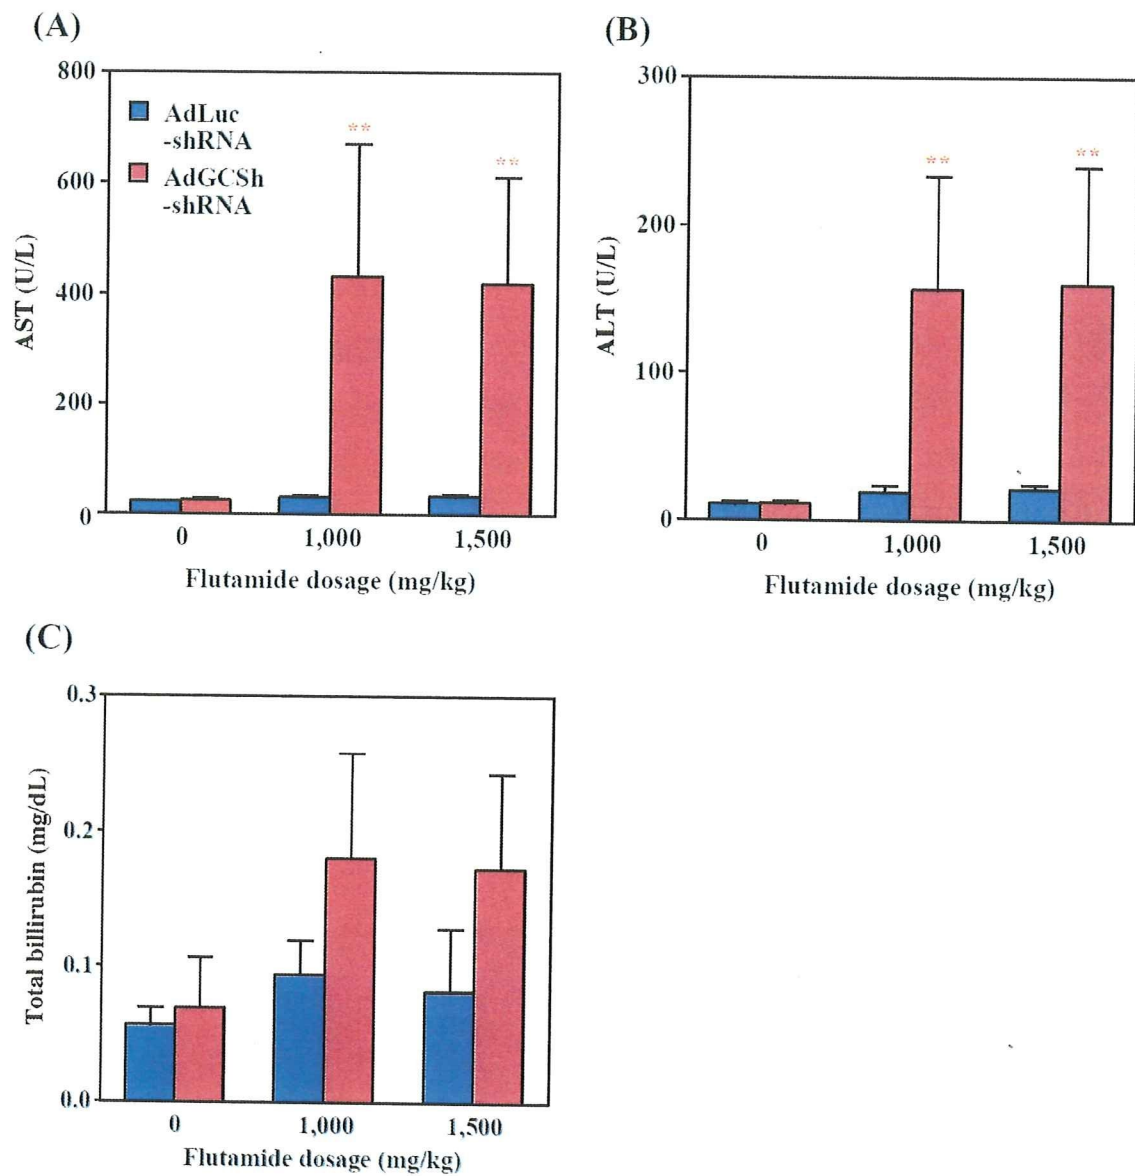 (A)
800
600
400
200
0
AST (U/L)
AdLuc
-shRNA
AdGCSh
-shRNA
**
**
0
1,000
1,500
Flutamide dosage (mg/kg)
(B)
300
200
100
0
ALT (U/L)
**
**
0
1,000
1,500
Flutamide dosage (mg/kg)
(C)
0.3
0.2
0.1
0.0
Total billirubin (mg/dL)
0
1,000
1,500
Flutamide dosage (mg/kg)